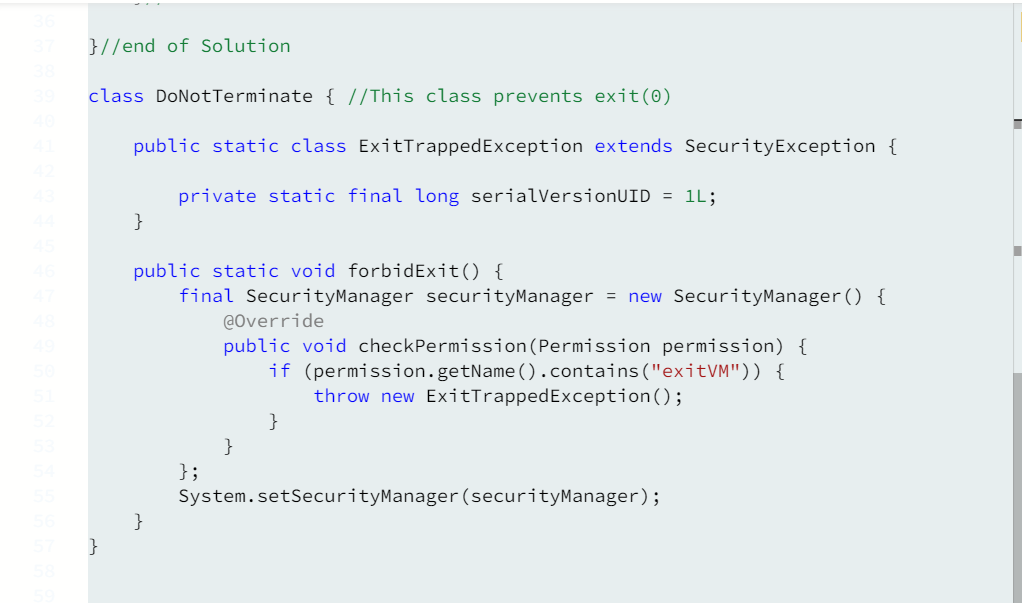 36
37 }//end of Solution
38
39 class DoNotTerminate { //This class prevents exit(0)
40
41 public static class ExitTrappedException extends SecurityException {
42
43 private static final long serialVersionUID = 1L;
44 }
45
46 public static void forbidExit() {
47 final SecurityManager securityManager = new SecurityManager() {
48 @Override
49 public void checkPermission(Permission permission) {
50 if (permission.getName().contains("exitVM")) {
51 throw new ExitTrappedException();
52 }
53 }
54 };
55 System.setSecurityManager(securityManager);
56 }
57 }
58
59